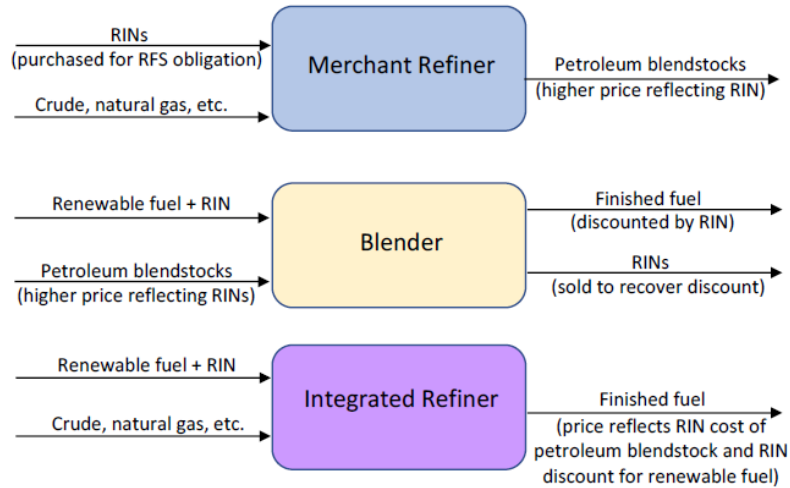 RINs
(purchased for RFS obligation)
Crude, natural gas, etc.
Merchant Refiner
Petroleum blendstocks
(higher price reflecting RIN)
Renewable fuel + RIN
Petroleum blendstocks
(higher price reflecting RINs)
Blender
Finished fuel
(discounted by RIN)
RINs
(sold to recover discount)
Renewable fuel + RIN
Crude, natural gas, etc.
Integrated Refiner
Finished fuel
(price reflects RIN cost of
petroleum blendstock and RIN
discount for renewable fuel)